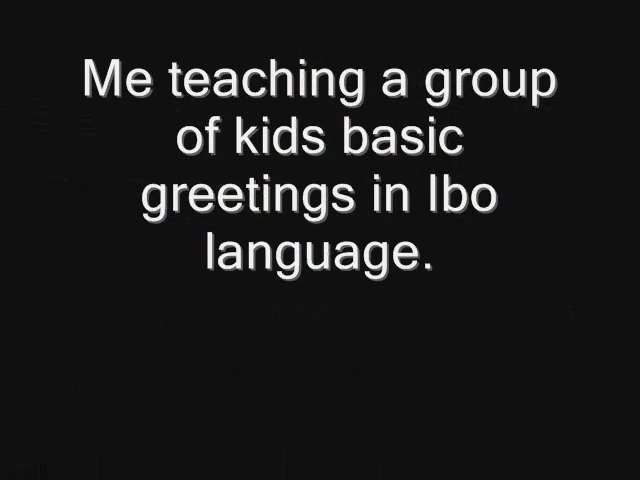 Me teaching a group
of kids basic
greetings in Ibo
language.